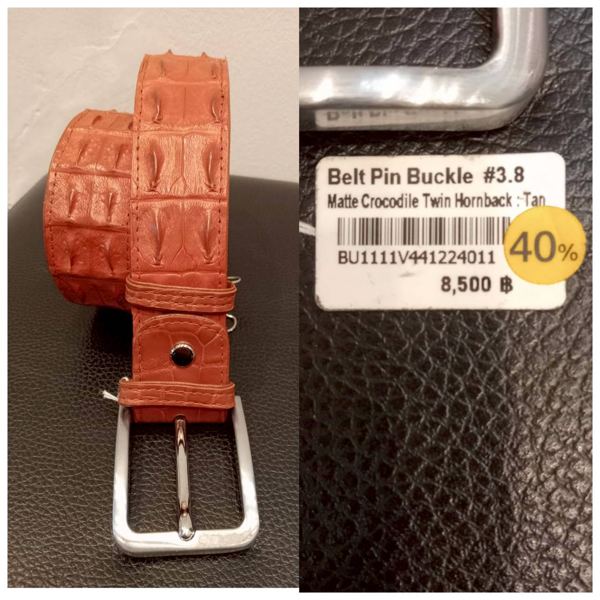 Belt Pin Buckle #3.8
Matte Crocodile Twin Hornback : Tan
BU1111V441224011
40%
8,500 ฿